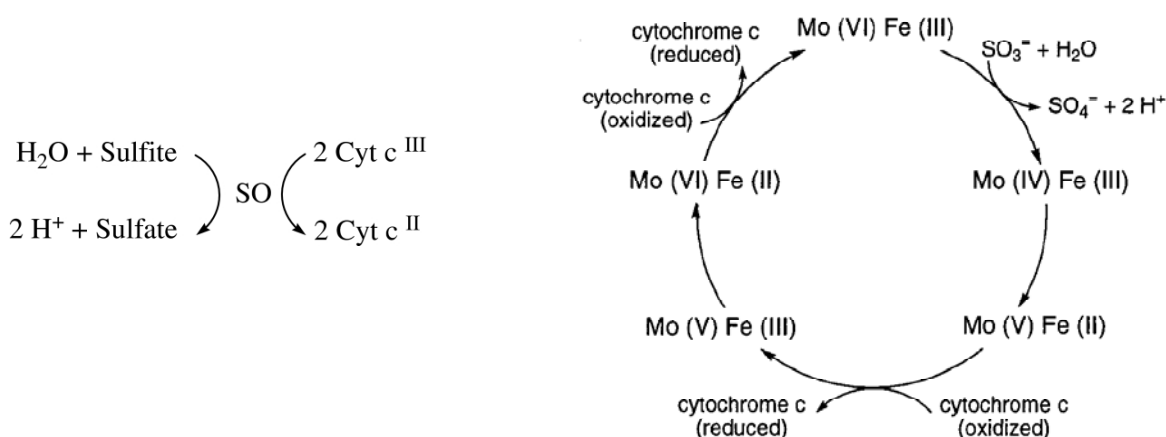 H₂O + Sulfite
2 Cyt c ᴵᴵᴵ
SO
2 H⁺ + Sulfate
2 Cyt c ᴵᴵ
Mo (VI) Fe (III)
cytochrome c
(reduced)
SO₃⁼ + H₂O
cytochrome c
(oxidized)
SO₄⁼ + 2 H⁺
Mo (VI) Fe (II)
Mo (IV) Fe (III)
Mo (V) Fe (III)
Mo (V) Fe (II)
cytochrome c
(reduced)
cytochrome c
(oxidized)